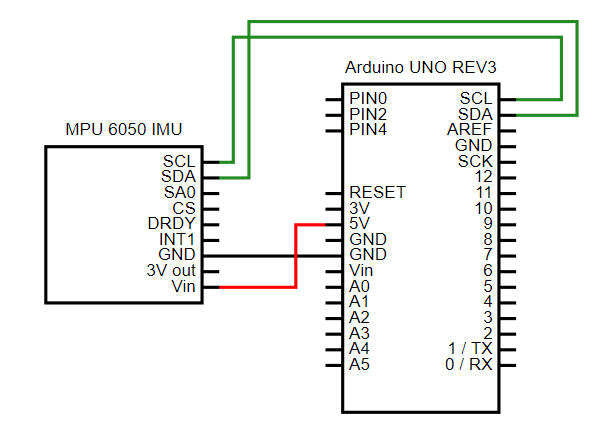 Arduino UNO REV3
MPU 6050 IMU
SCL
SDA
SA0
CS
DRDY
INT1
GND
3V out
Vin
PIN0
PIN2
PIN4
RESET
3V
5V
GND
GND
Vin
A0
A1
A2
A3
A4
A5
SCL
SDA
AREF
GND
SCK
12
11
10
9
8
7
6
5
4
3
2
1 / TX
0 / RX